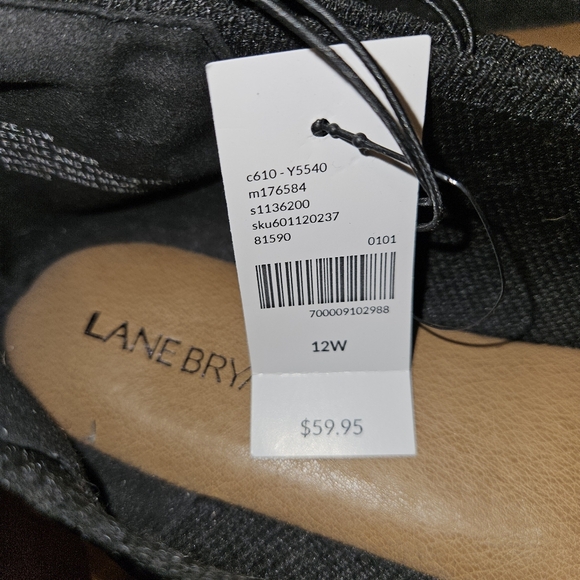 c610 - Y5540
m176584
s1136200
sku601120237
81590 0101
700009102988
12W
$59.95
LANE BRYA